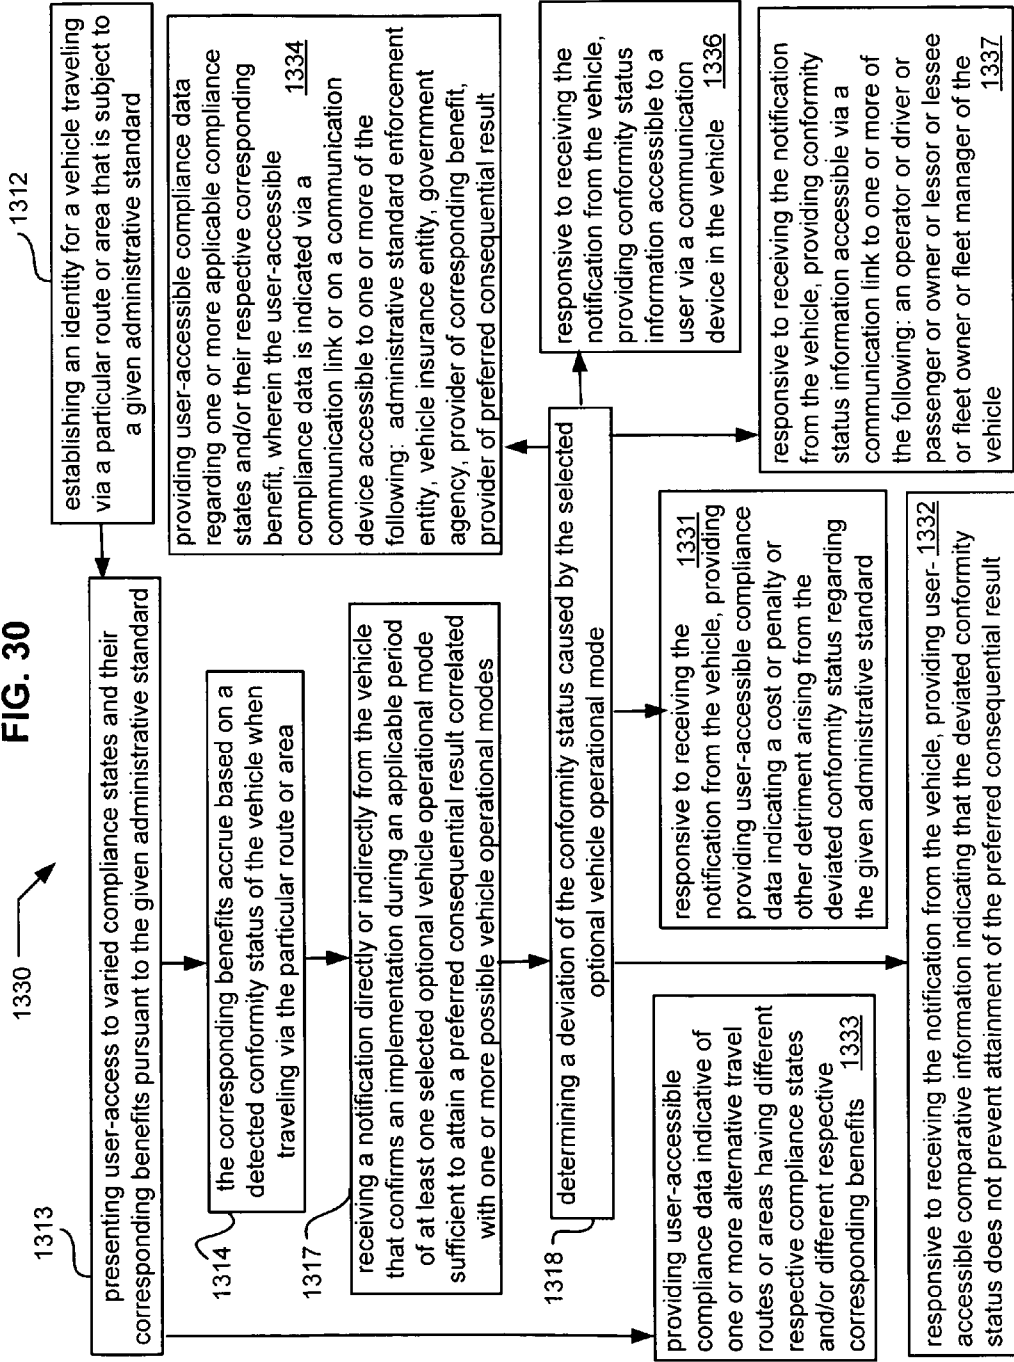 FIG. 30
1330
1312
establishing an identity for a vehicle traveling
via a particular route or area that is subject to
a given administrative standard
1313
presenting user-access to varied compliance states and their
corresponding benefits pursuant to the given administrative standard
1314
the corresponding benefits accrue based on a
detected conformity status of the vehicle when
traveling via the particular route or area
1317
receiving a notification directly or indirectly from the vehicle
that confirms an implementation during an applicable period
of at least one selected optional vehicle operational mode
sufficient to attain a preferred consequential result correlated
with one or more possible vehicle operational modes
1318
determining a deviation of the conformity status caused by the selected
optional vehicle operational mode
providing user-accessible compliance data
regarding one or more applicable compliance
states and/or their respective corresponding
benefit, wherein the user-accessible 1334
compliance data is indicated via a
communication link or on a communication
device accessible to one or more of the
following: administrative standard enforcement
entity, vehicle insurance entity, government
agency, provider of corresponding benefit,
provider of preferred consequential result
responsive to receiving the
notification from the vehicle,
providing conformity status
information accessible to a
user via a communication
device in the vehicle 1336
providing user-accessible
compliance data indicative of
one or more alternative travel
routes or areas having different
respective compliance states
and/or different respective
corresponding benefits 1333
responsive to receiving the 1331
notification from the vehicle, providing
providing user-accessible compliance
data indicating a cost or penalty or
other detriment arising from the
deviated conformity status regarding
the given administrative standard
responsive to receiving the notification
from the vehicle, providing conformity
status information accessible via a
communication link to one or more of
the following: an operator or driver or
passenger or owner or lessor or lessee
or fleet owner or fleet manager of the
vehicle 1337
responsive to receiving the notification from the vehicle, providing user- 1332
accessible comparative information indicating that the deviated conformity
status does not prevent attainment of the preferred consequential result